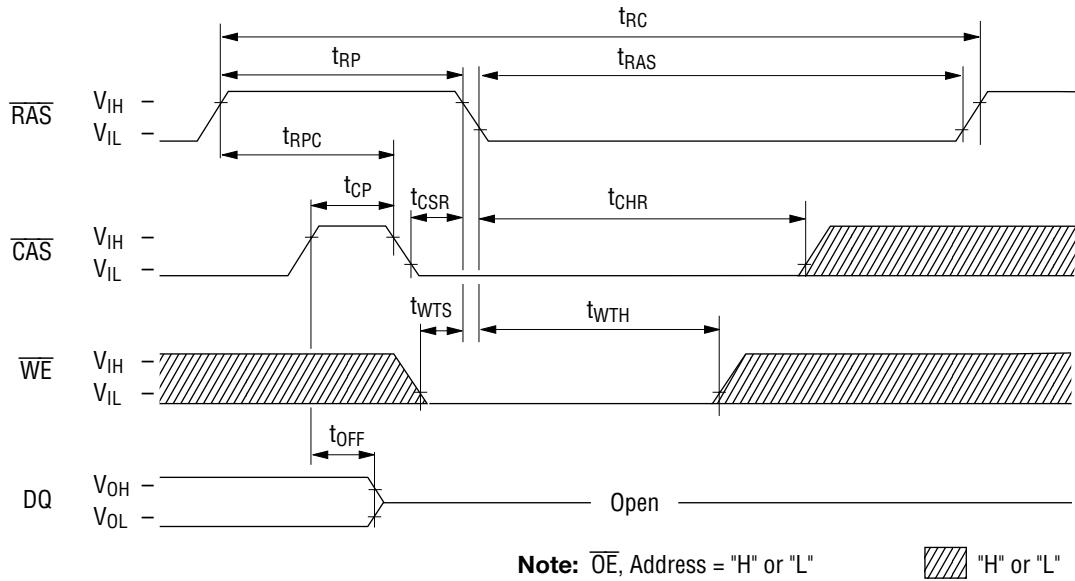 tRC
tRP
tRAS
RAS
VIH
VIL
tRPC
tCP
tCSR
tCHR
CAS
VIH
VIL
tWTS
tWTH
WE
VIH
VIL
tOFF
DQ
VOH
VOL
Open
Note: OE, Address = "H" or "L"
"H" or "L"